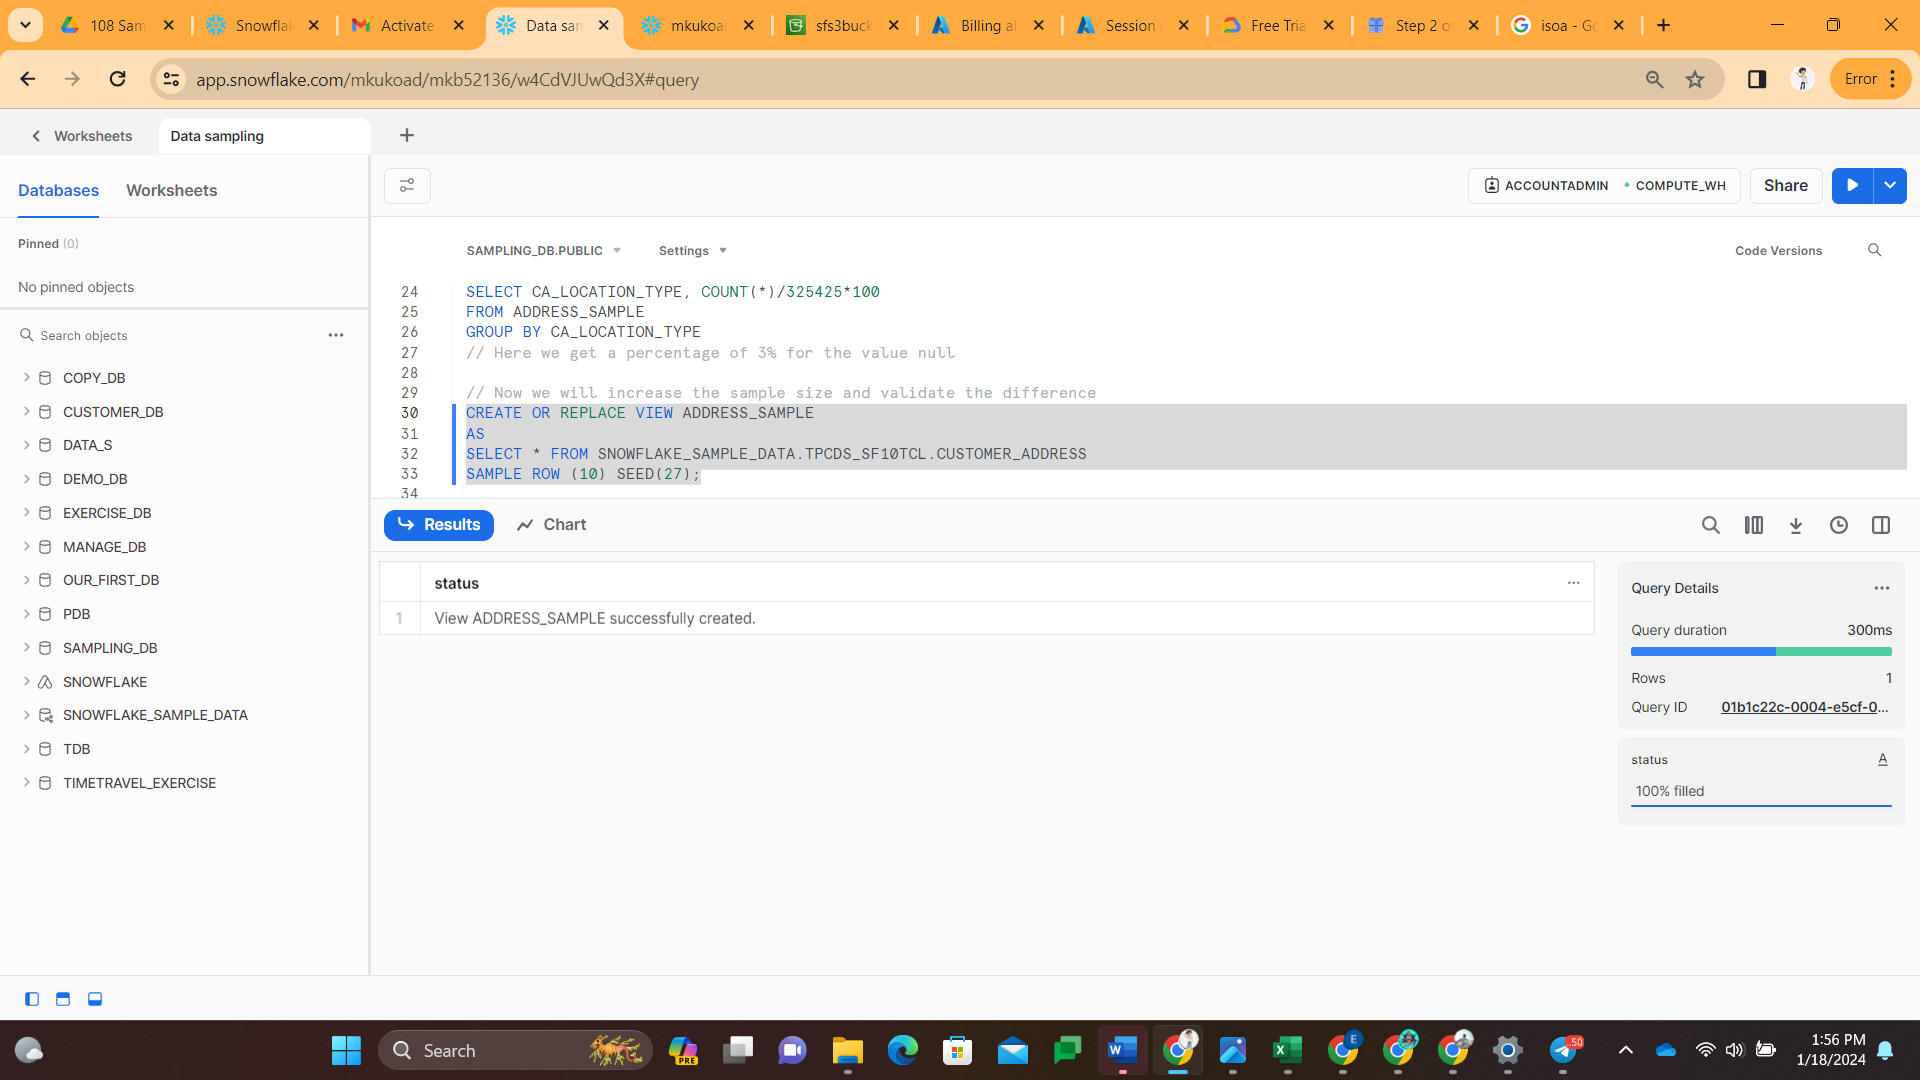 108 Sam
Snowflak
Activate
Data sam
mkukoad
sfs3buck
Billing al
Session
Free Tria
Step 2 o
isoa - Go
app.snowflake.com/mkukoad/mkb52136/w4CdVJUwQd3X#query
Error
Worksheets
Data sampling
Databases
Worksheets
ACCOUNTADMIN
COMPUTE_WH
Share
Pinned (0)
No pinned objects
SAMPLING_DB.PUBLIC
Settings
Code Versions
Search objects
COPY_DB
CUSTOMER_DB
DATA_S
DEMO_DB
EXERCISE_DB
MANAGE_DB
OUR_FIRST_DB
PDB
SAMPLING_DB
SNOWFLAKE
SNOWFLAKE_SAMPLE_DATA
TDB
TIMETRAVEL_EXERCISE
24 SELECT CA_LOCATION_TYPE, COUNT(*)/325425*100
25 FROM ADDRESS_SAMPLE
26 GROUP BY CA_LOCATION_TYPE
27 // Here we get a percentage of 3% for the value null
28
29 // Now we will increase the sample size and validate the difference
30 CREATE OR REPLACE VIEW ADDRESS_SAMPLE
31 AS
32 SELECT * FROM SNOWFLAKE_SAMPLE_DATA.TPCDS_SF10TCL.CUSTOMER_ADDRESS
33 SAMPLE ROW (10) SEED(27);
34
Results
Chart
status
1 View ADDRESS_SAMPLE successfully created.
Query Details
Query duration 300ms
Rows 1
Query ID 01b1c22c-0004-e5cf-0...
status A
100% filled
Search
PRE
E
50
1:56 PM
1/18/2024